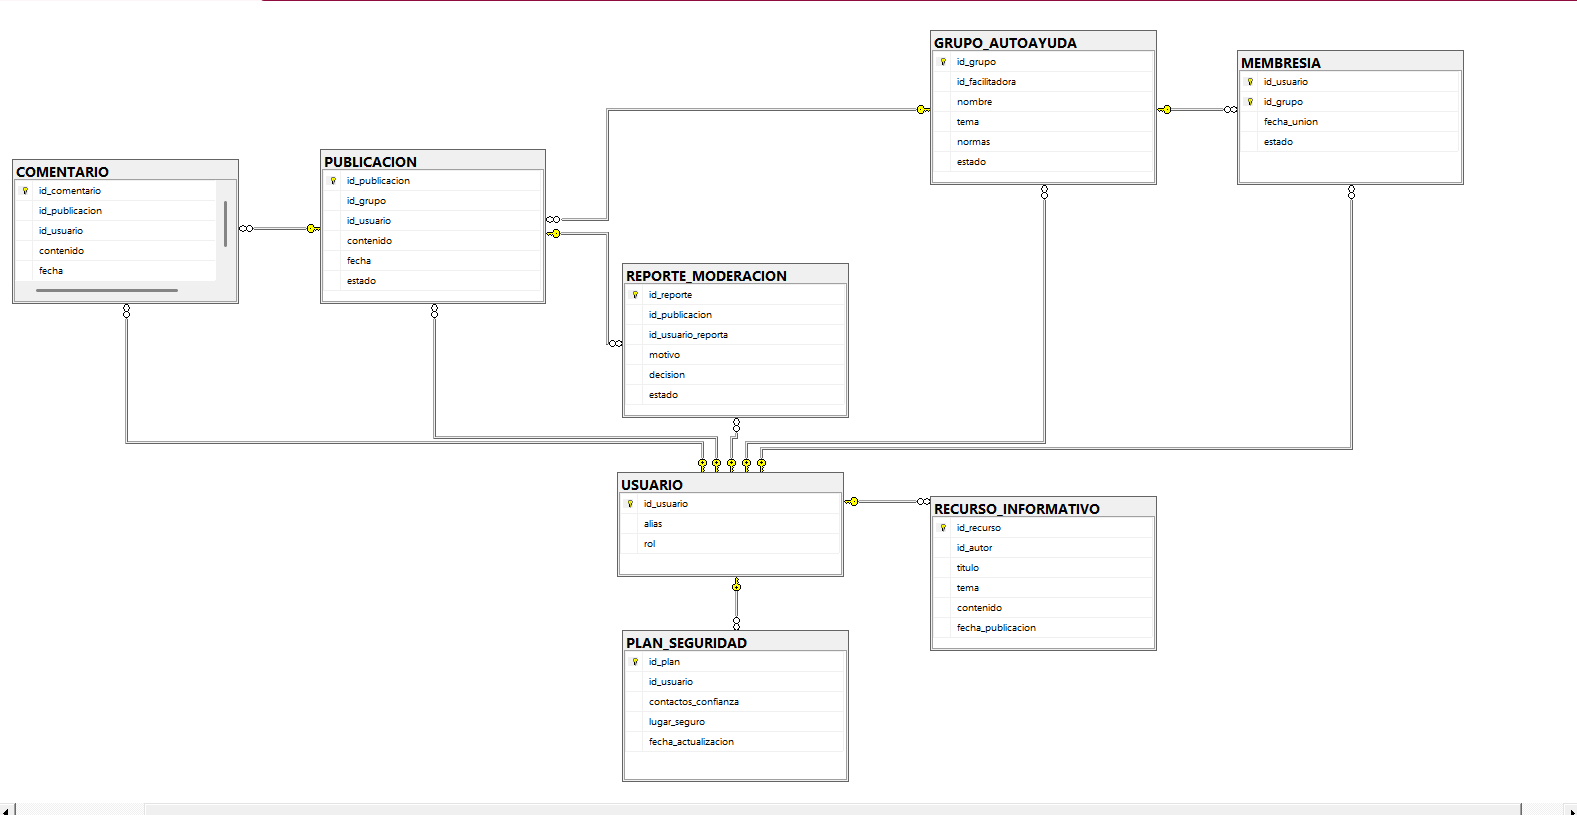 COMENTARIO
id_comentario
id_publicacion
id_usuario
contenido
fecha
PUBLICACION
id_publicacion
id_grupo
id_usuario
contenido
fecha
estado
REPORTE_MODERACION
id_reporte
id_publicacion
id_usuario_reporta
motivo
decision
estado
GRUPO_AUTOAYUDA
id_grupo
id_facilitadora
nombre
tema
normas
estado
MEMBRESIA
id_usuario
id_grupo
fecha_union
estado
USUARIO
id_usuario
alias
rol
RECURSO_INFORMATIVO
id_recurso
id_autor
titulo
tema
contenido
fecha_publicacion
PLAN_SEGURIDAD
id_plan
id_usuario
contactos_confianza
lugar_seguro
fecha_actualizacion